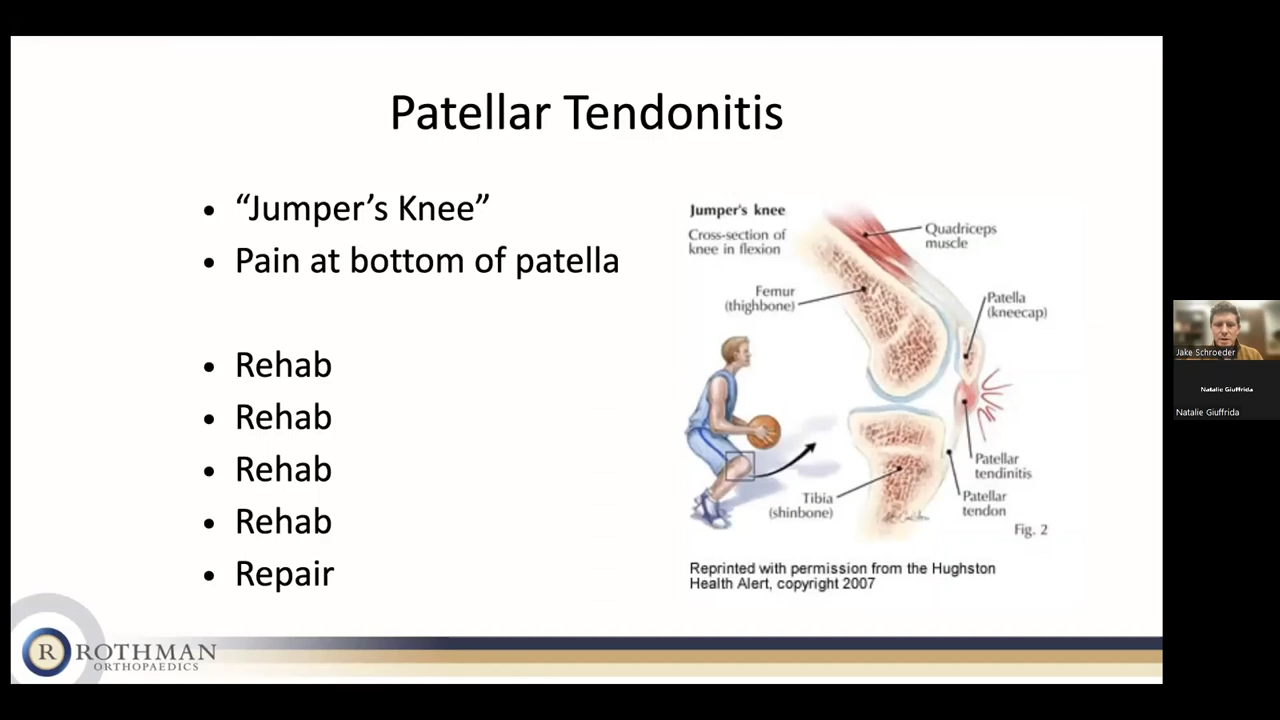 Patellar Tendonitis
• “Jumper’s Knee”
• Pain at bottom of patella
• Rehab
• Rehab
• Rehab
• Rehab
• Repair
Jumper's knee
Cross-section of
knee in flexion
Quadriceps
muscle
Femur
(thighbone)
Patella
(kneecap)
Patellar
tendinitis
Tibia
(shinbone)
Patellar
tendon
Fig. 2
Reprinted with permission from the Hughston
Health Alert, copyright 2007
R ROTHMAN
ORTHOPAEDICS
Jake Schroeder
Natalie Giuffrida
Natalie Giuffrida